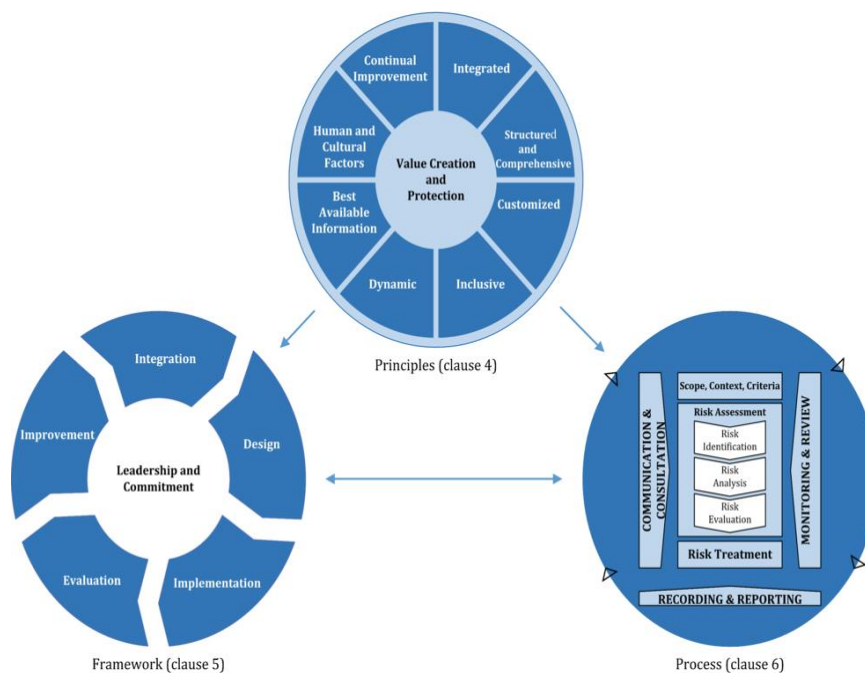 Continual
Improvement
Integrated
Structured
and
Comprehensive
Customized
Inclusive
Dynamic
Best
Available
Information
Human and
Cultural
Factors
Value Creation
and
Protection
Principles (clause 4)
Integration
Design
Implementation
Evaluation
Improvement
Leadership and
Commitment
Framework (clause 5)
Scope, Context, Criteria
Risk Assessment
Risk
Identification
Risk
Analysis
Risk
Evaluation
Risk Treatment
COMMUNICATION &
CONSULTATION
MONITORING & REVIEW
RECORDING & REPORTING
Process (clause 6)